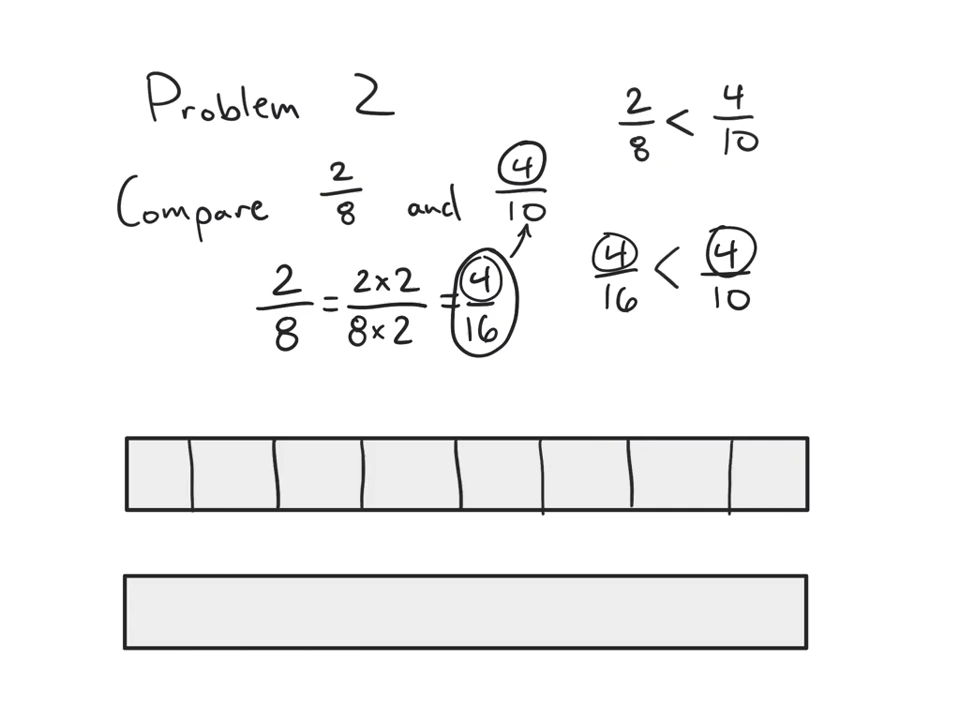 Problem 2
Compare 2/8 and 4/10
2/8 = 2×2/8×2 = 4/16
2/8 < 4/10
4/16 < 4/10